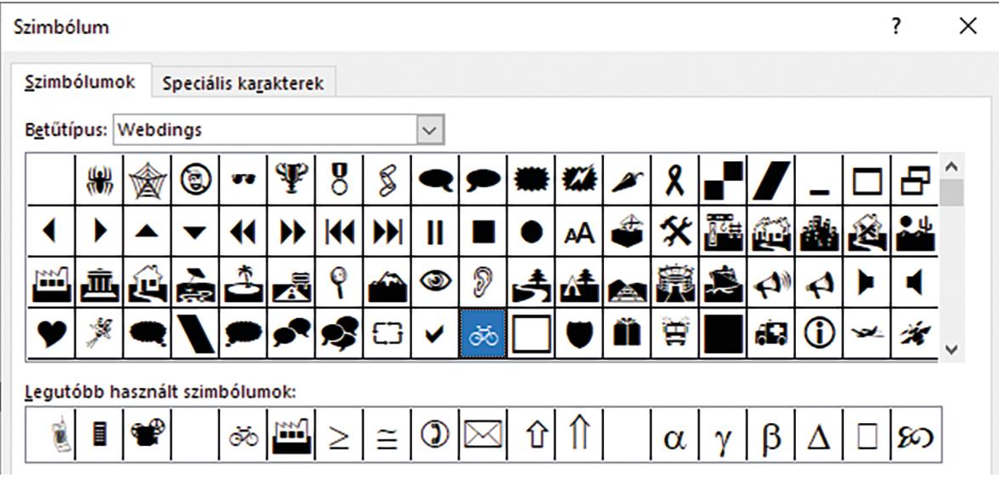 Szimbólum ? ×
Szimbólumok Speciális karakterek
Betűtípus: Webdings
AA
Legutóbb használt szimbólumok:
≥ ≅ ⇧ ⇑ α γ β Δ □ ϖ